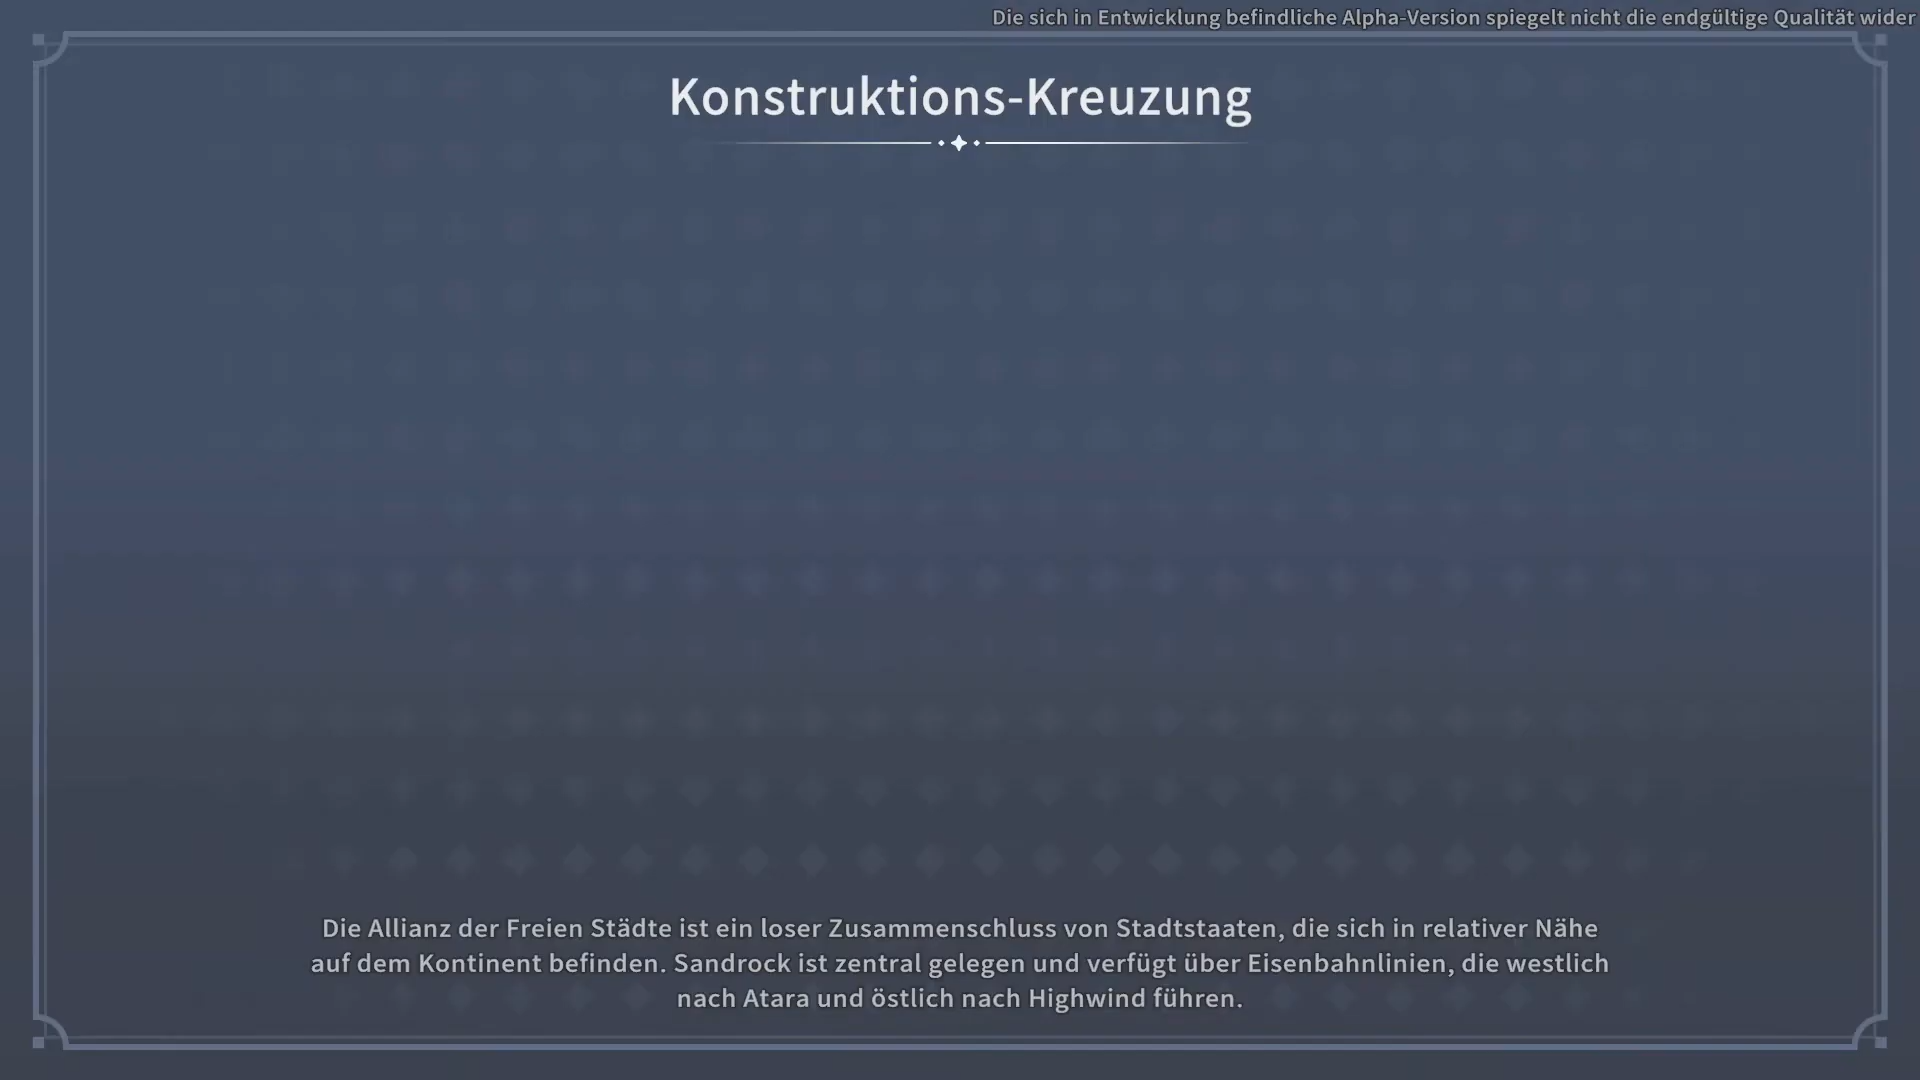 Die sich in Entwicklung befindliche Alpha-Version spiegelt nicht die endgültige Qualität wider
Konstruktions-Kreuzung
Die Allianz der Freien Städte ist ein loser Zusammenschluss von Stadtstaaten, die sich in relativer Nähe
auf dem Kontinent befinden. Sandrock ist zentral gelegen und verfügt über Eisenbahnlinien, die westlich
nach Atara und östlich nach Highwind führen.